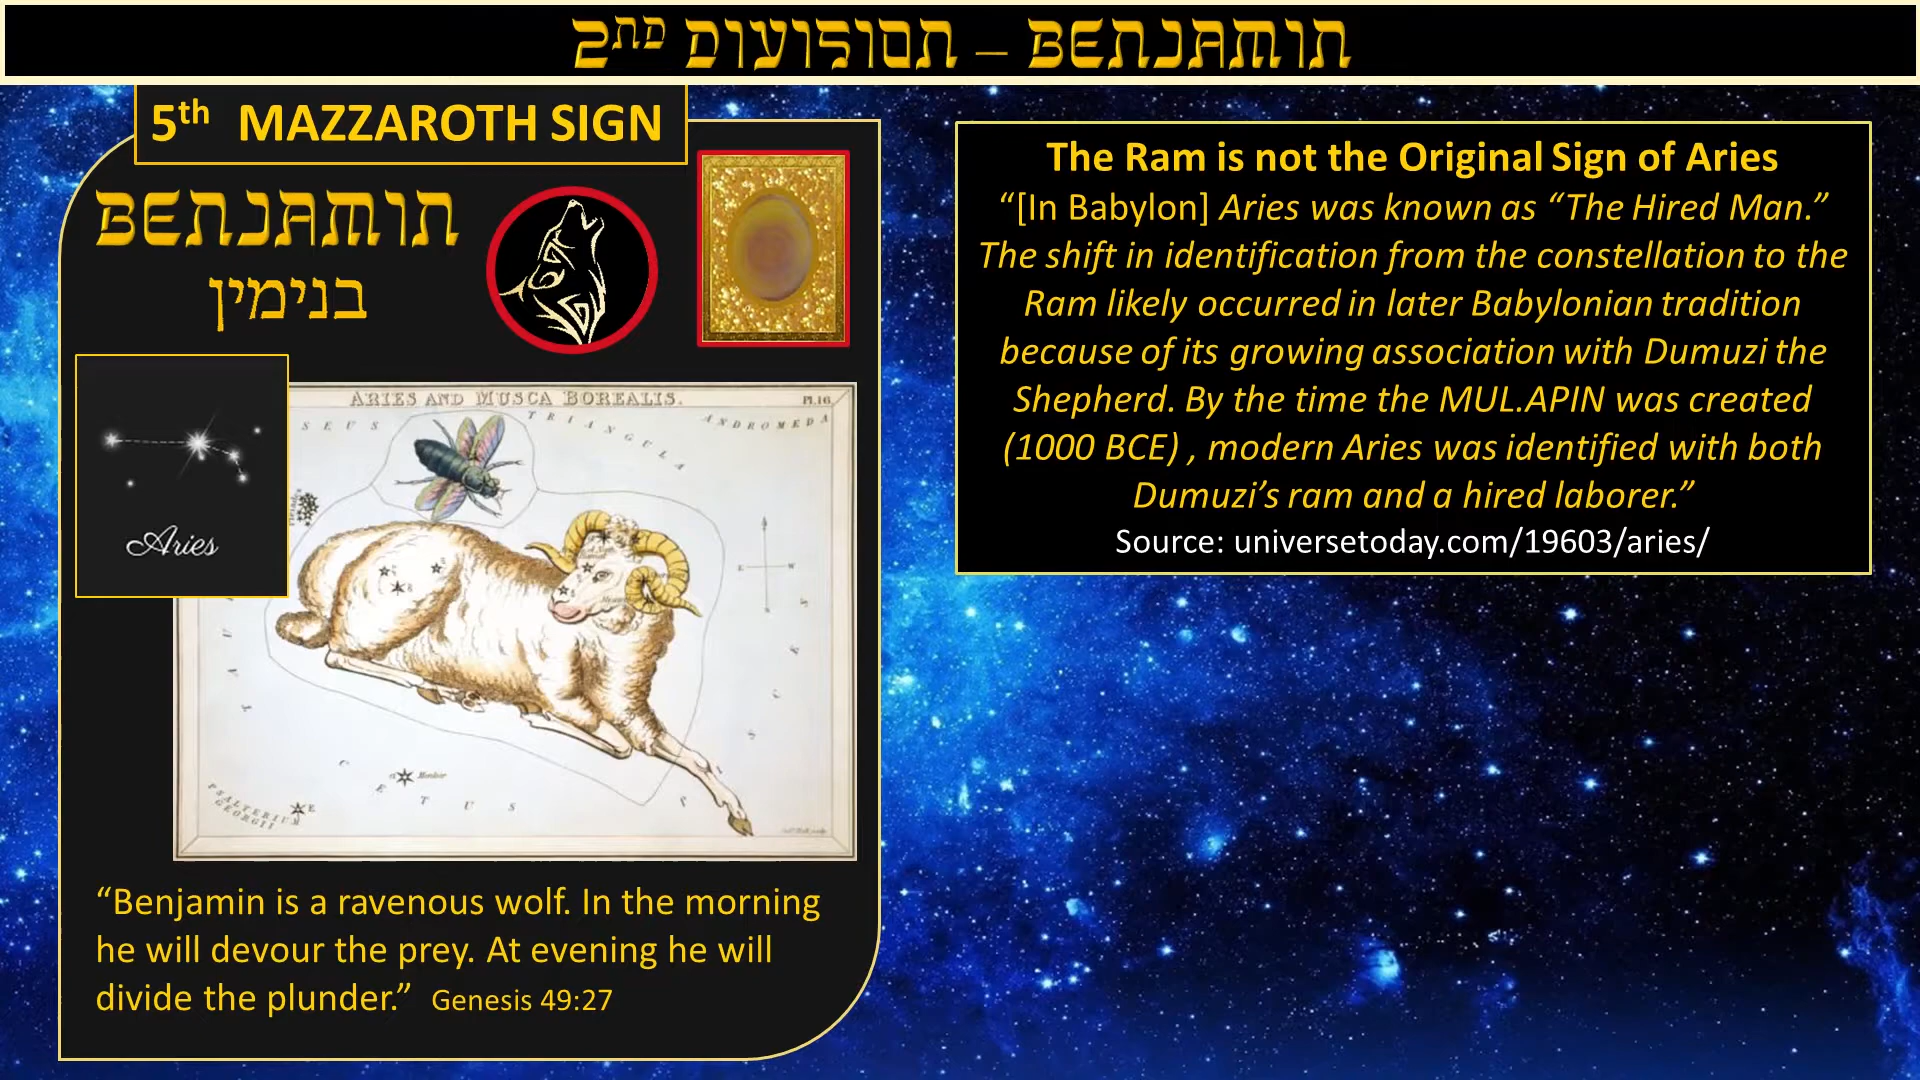 2ND DIVISION – BENJAMIN
5th MAZZAROTH SIGN
BENJAMIN
בנימין
Aries
ARIES AND MUSCA BOREALIS.
Pl.16.
SEUS
TRIANGULA
ANDROMEDA
E
W
CETUS
Menkar
PSALTERIUM
GEORGII
“Benjamin is a ravenous wolf. In the morning
he will devour the prey. At evening he will
divide the plunder.” Genesis 49:27
The Ram is not the Original Sign of Aries
“[In Babylon] Aries was known as “The Hired Man.”
The shift in identification from the constellation to the
Ram likely occurred in later Babylonian tradition
because of its growing association with Dumuzi the
Shepherd. By the time the MUL.APIN was created
(1000 BCE) , modern Aries was identified with both
Dumuzi’s ram and a hired laborer.”
Source: universetoday.com/19603/aries/